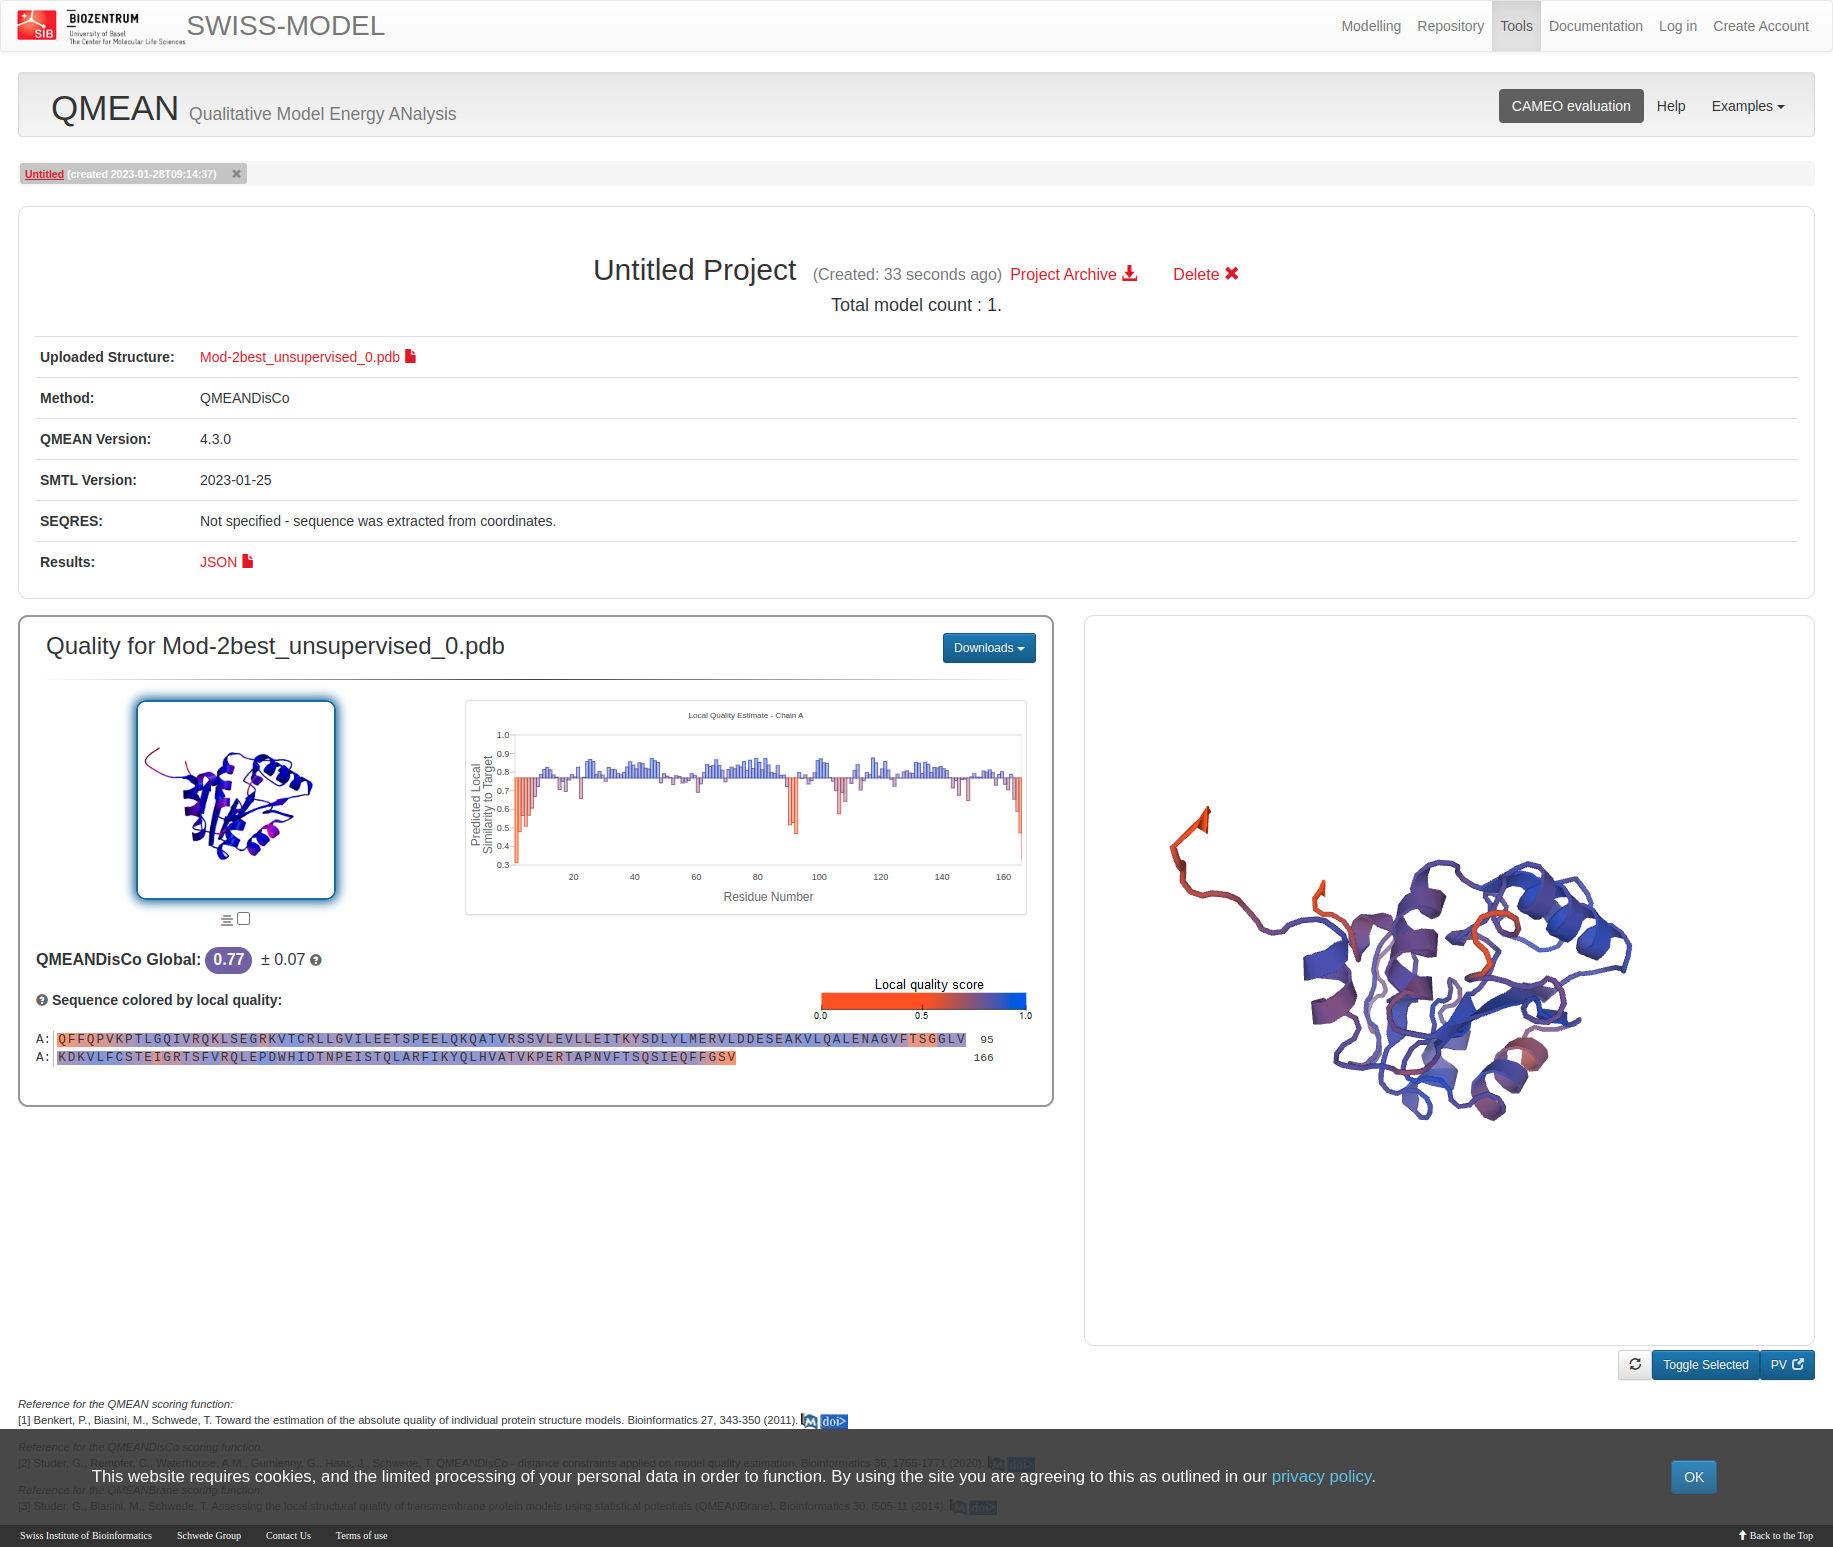 SIB
BIOZENTRUM
University of Basel
The Center for Molecular Life Sciences
SWISS-MODEL
Modelling Repository Tools Documentation Log in Create Account
QMEAN Qualitative Model Energy ANalysis
CAMEO evaluation Help Examples
Untitled (created 2023-01-28T09:14:37)
Untitled Project (Created: 33 seconds ago) Project Archive Delete
Total model count : 1.
Uploaded Structure: Mod-2best_unsupervised_0.pdb
Method: QMEANDisCo
QMEAN Version: 4.3.0
SMTL Version: 2023-01-25
SEQRES: Not specified - sequence was extracted from coordinates.
Results: JSON
Quality for Mod-2best_unsupervised_0.pdb
Downloads
Local Quality Estimate - Chain A
Predicted Local
Similarity to Target
1.0
0.9
0.8
0.7
0.6
0.5
0.4
0.3
20 40 60 80 100 120 140 160
Residue Number
QMEANDisCo Global: 0.77 ± 0.07
Sequence colored by local quality:
Local quality score
0.0 0.5 1.0
A: QFFQPVKPTLGQIVRQKLSEGRKVTCRLLGVILEETSPEELQKQATVRSSVLEVLLEITKYSDLYLMERVLDDESEAKVLQALENAGVFTSGGLV 95
A: KDKVLFCSTEIGRTSFVRQLEPDWHIDTNPEISTQLARFIKYQLHVATVKPERTAPNVFTSQSIEQFFGSV 166
Toggle Selected PV
Reference for the QMEAN scoring function:
[1] Benkert, P., Biasini, M., Schwede, T. Toward the estimation of the absolute quality of individual protein structure models. Bioinformatics 27, 343-350 (2011). M doi>
Reference for the QMEANDisCo scoring function:
[2] Studer, G., Rempfer, C., Waterhouse, A.M., Gumienny, G., Haas, J., Schwede, T. QMEANDisCo - distance constraints applied on model quality estimation. Bioinformatics 36, 1765-1771 (2020). M doi>
This website requires cookies, and the limited processing of your personal data in order to function. By using the site you are agreeing to this as outlined in our privacy policy.
OK
Reference for the QMEANBrane scoring function:
[3] Studer, G., Biasini, M., Schwede, T. Assessing the local structural quality of transmembrane protein models using statistical potentials (QMEANBrane). Bioinformatics 30, i505-11 (2014). M doi>
Swiss Institute of Bioinformatics Schwede Group Contact Us Terms of use
Back to the Top